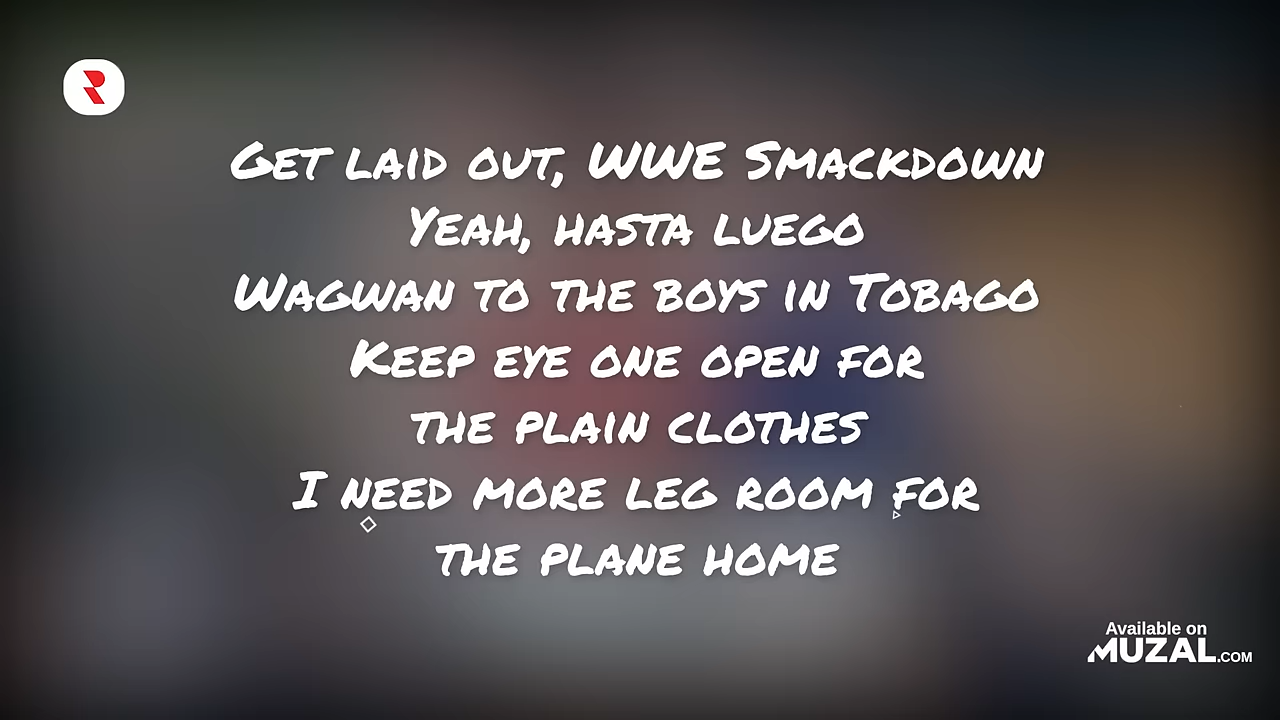 Get laid out, WWE Smackdown
Yeah, hasta luego
Wagwan to the boys in Tobago
Keep eye one open for
the plain clothes
I need more leg room for
the plane home
Available on
MUZAL.COM